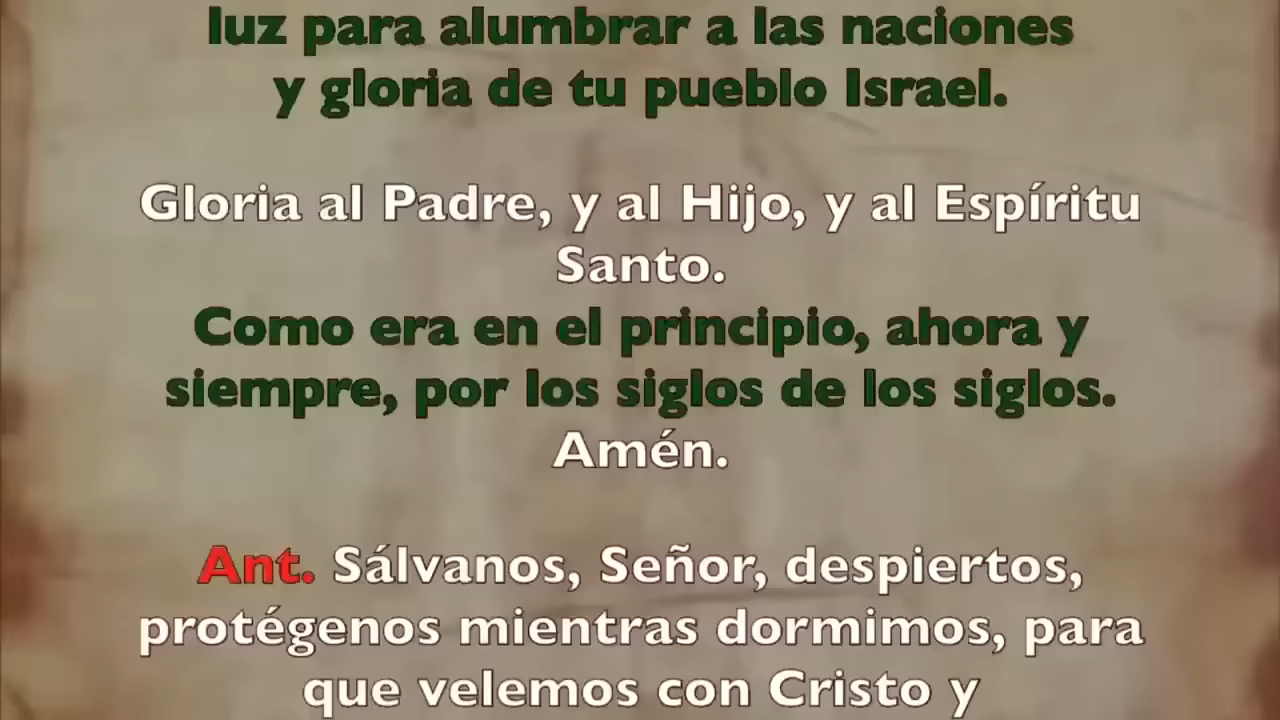 luz para alumbrar a las naciones
y gloria de tu pueblo Israel.
Gloria al Padre, y al Hijo, y al Espíritu
Santo.
Como era en el principio, ahora y
siempre, por los siglos de los siglos.
Amén.
Ant. Sálvanos, Señor, despiertos,
protégenos mientras dormimos, para
que velemos con Cristo y